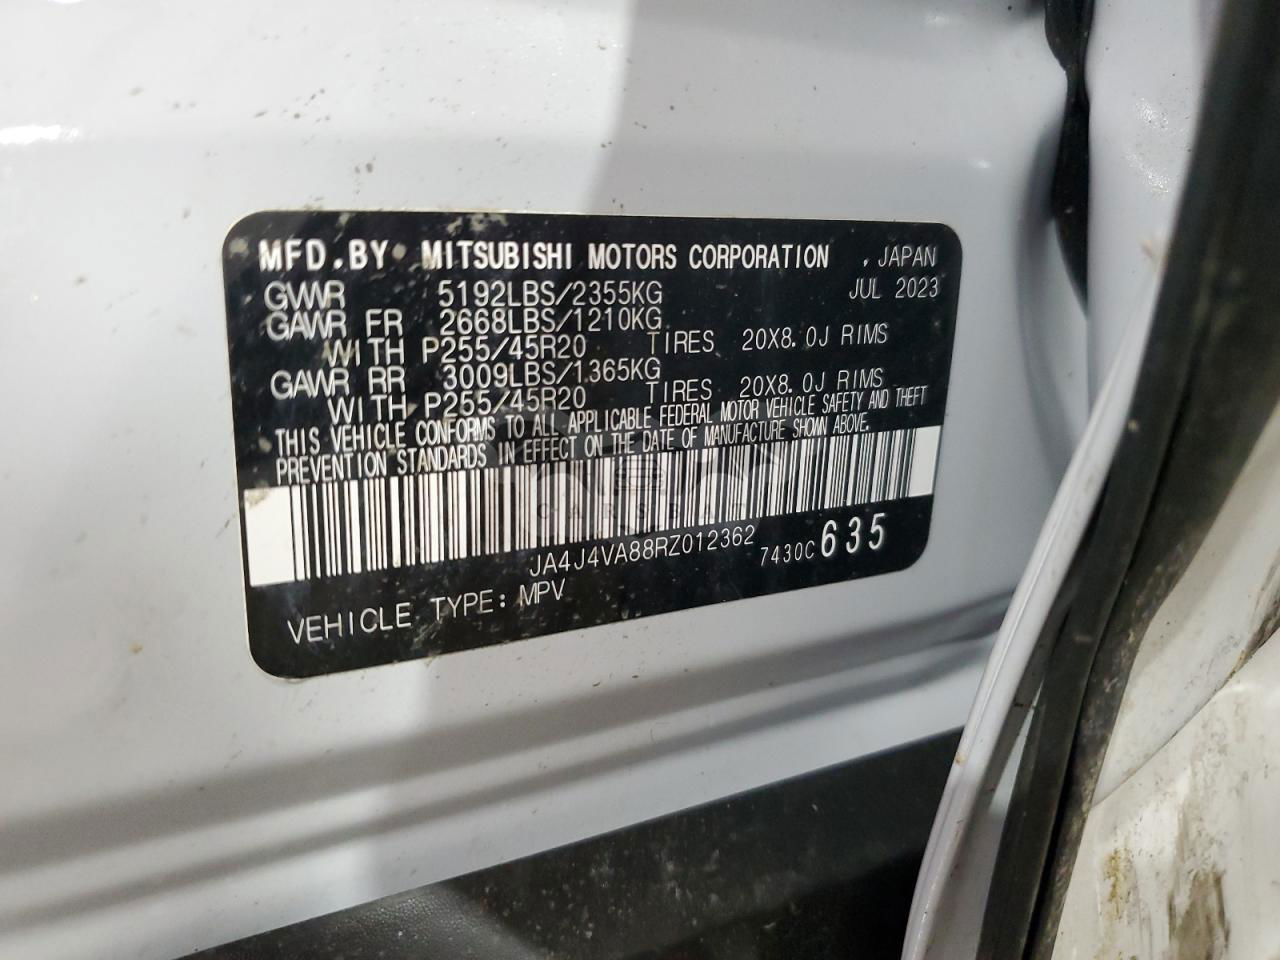 MFD.BY MITSUBISHI MOTORS CORPORATION , JAPAN
GVWR 5192LBS/2355KG JUL 2023
GAWR FR 2668LBS/1210KG
WITH P255/45R20 TIRES 20X8.0J RIMS
GAWR RR 3009LBS/1365KG
WITH P255/45R20 TIRES 20X8.0J RIMS
THIS VEHICLE CONFORMS TO ALL APPLICABLE FEDERAL MOTOR VEHICLE SAFETY AND THEFT
PREVENTION STANDARDS IN EFFECT ON THE DATE OF MANUFACTURE SHOWN ABOVE.
JA4J4VA88RZ012362 7430C 635
VEHICLE TYPE: MPV